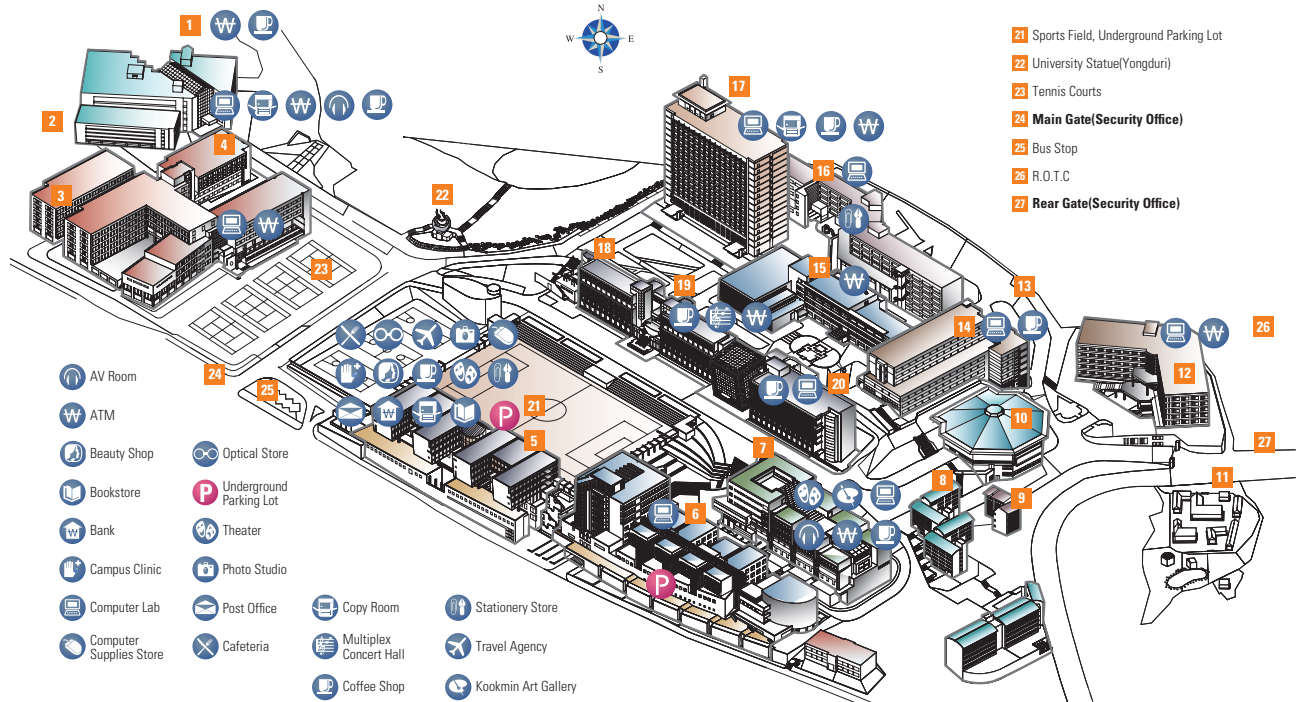 N
W E
S
1
2
3
4
22
23
24
25
17
16
18
19
15
14
13
12
26
27
20
21
5
6
7
8
9
10
11
P
P
21 Sports Field, Underground Parking Lot
22 University Statue(Yongduri)
23 Tennis Courts
24 Main Gate(Security Office)
25 Bus Stop
26 R.O.T.C
27 Rear Gate(Security Office)
AV Room
ATM
Beauty Shop
Bookstore
Bank
Campus Clinic
Computer Lab
Computer
Supplies Store
Optical Store
P Underground
Parking Lot
Theater
Photo Studio
Post Office
Cafeteria
Copy Room
Multiplex
Concert Hall
Coffee Shop
Stationery Store
Travel Agency
Kookmin Art Gallery